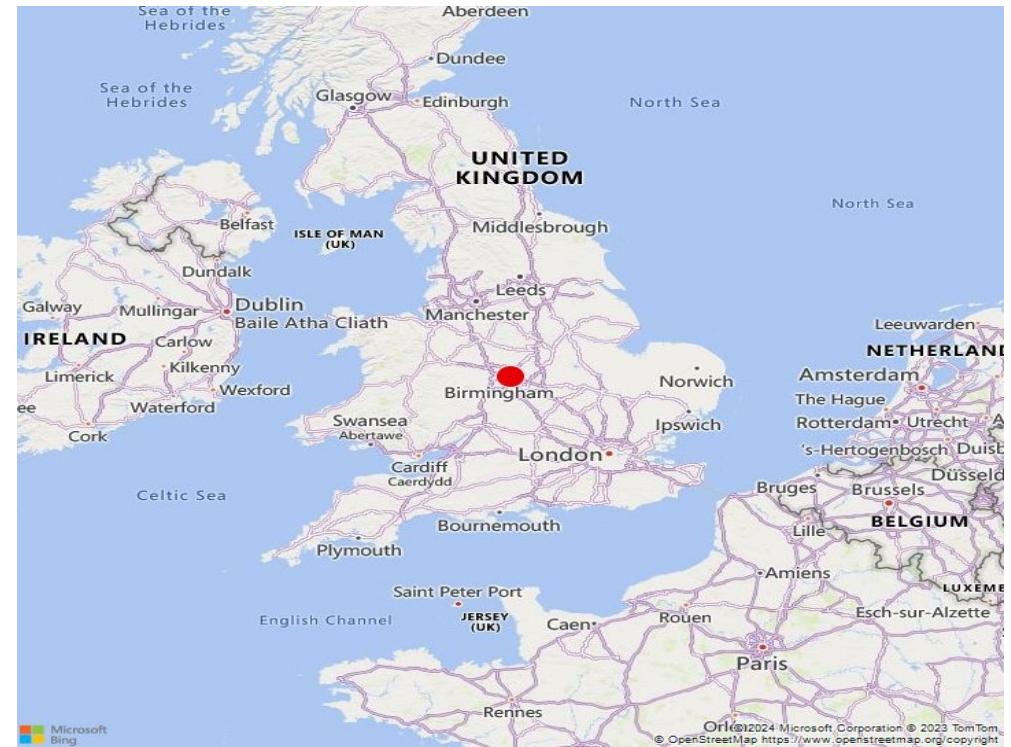 Sea of the
Hebrides
Aberdeen
Dundee
Sea of the
Hebrides
Glasgow
Edinburgh
North Sea
UNITED
KINGDOM
North Sea
Belfast
ISLE OF MAN
(UK)
Middlesbrough
Dundalk
Leeds
Galway
Mullingar
Dublin
Baile Atha Cliath
Manchester
Leeuwarden
IRELAND
Carlow
NETHERLAND
Kilkenny
Limerick
Norwich
Amsterdam
Wexford
Birmingham
The Hague
ee
Waterford
Swansea
Abertawe
Ipswich
Rotterdam
Utrecht
A
Cork
London
's-Hertogenbosch
Duisb
Cardiff
Caerdydd
Düsseld
Celtic Sea
Bruges
Brussels
Bournemouth
BELGIUM
Lille
Plymouth
Amiens
Saint Peter Port
LUXEME
English Channel
JERSEY
(UK)
Caen
Rouen
Esch-sur-Alzette
Paris
Rennes
Microsoft
Bing
© 2024 Microsoft Corporation © 2023 TomTom
© OpenStreetMap https://www.openstreetmap.org/copyright